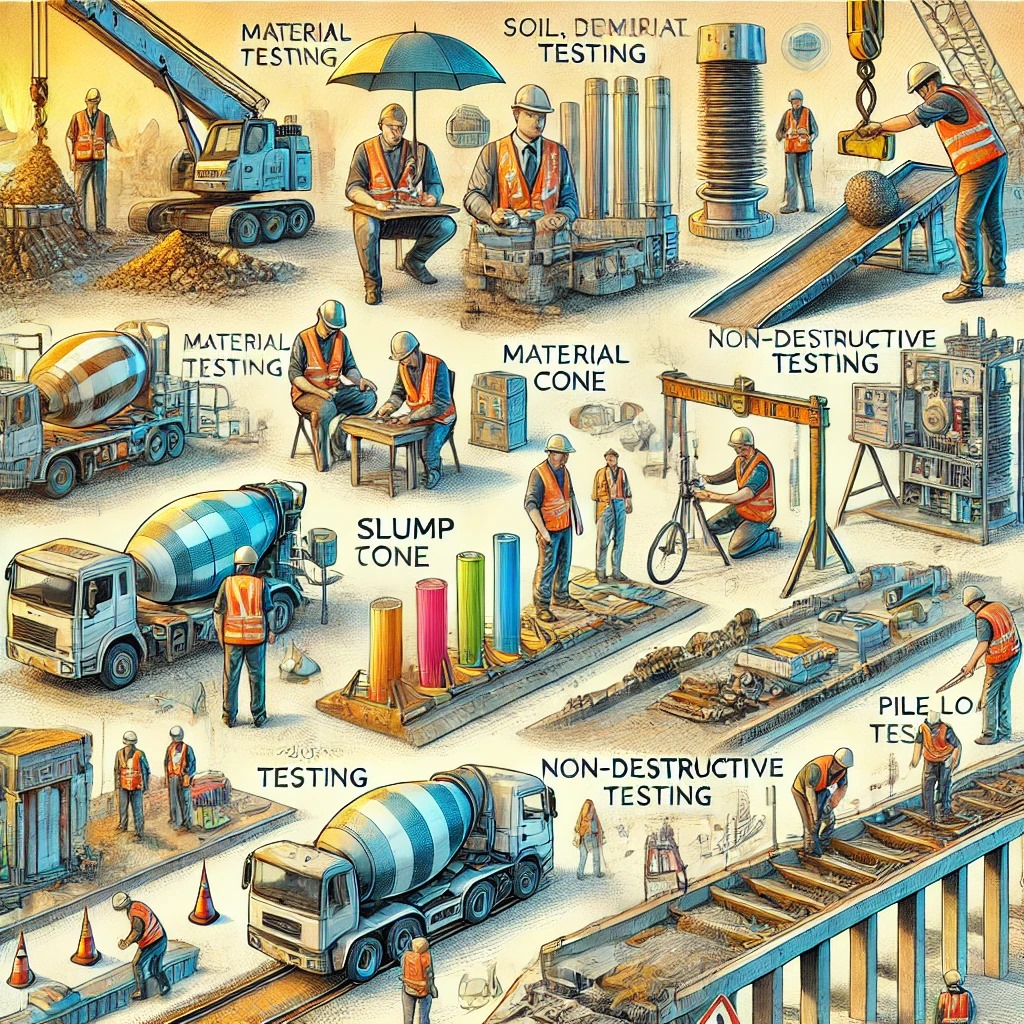 MATERIAL
TESTING
SOIL, DEMIRIAT
TESTING
MATERIAL
TESTING
MATERIAL
CONE
NON-DESTRUCTIVE
TESTING
SLUMP
CONE
PILE LO
TES
TESTING
NON-DESTRUCTIVE
TESTING